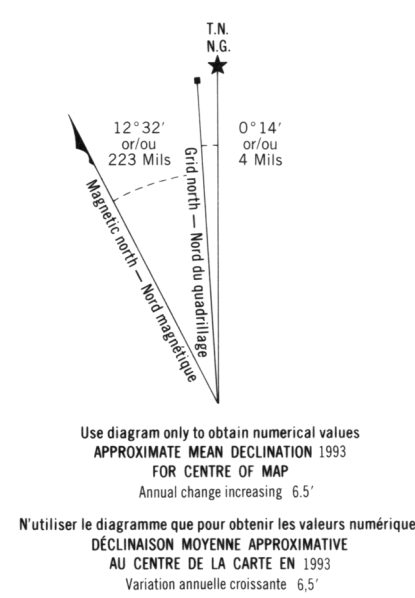 T.N.
N.G.
12°32′
or/ou
223 Mils
0°14′
or/ou
4 Mils
Magnetic north — Nord magnétique
Grid north — Nord du quadrillage
Use diagram only to obtain numerical values
APPROXIMATE MEAN DECLINATION 1993
FOR CENTRE OF MAP
Annual change increasing 6.5′
N'utiliser le diagramme que pour obtenir les valeurs numérique
DÉCLINAISON MOYENNE APPROXIMATIVE
AU CENTRE DE LA CARTE EN 1993
Variation annuelle croissante 6,5′